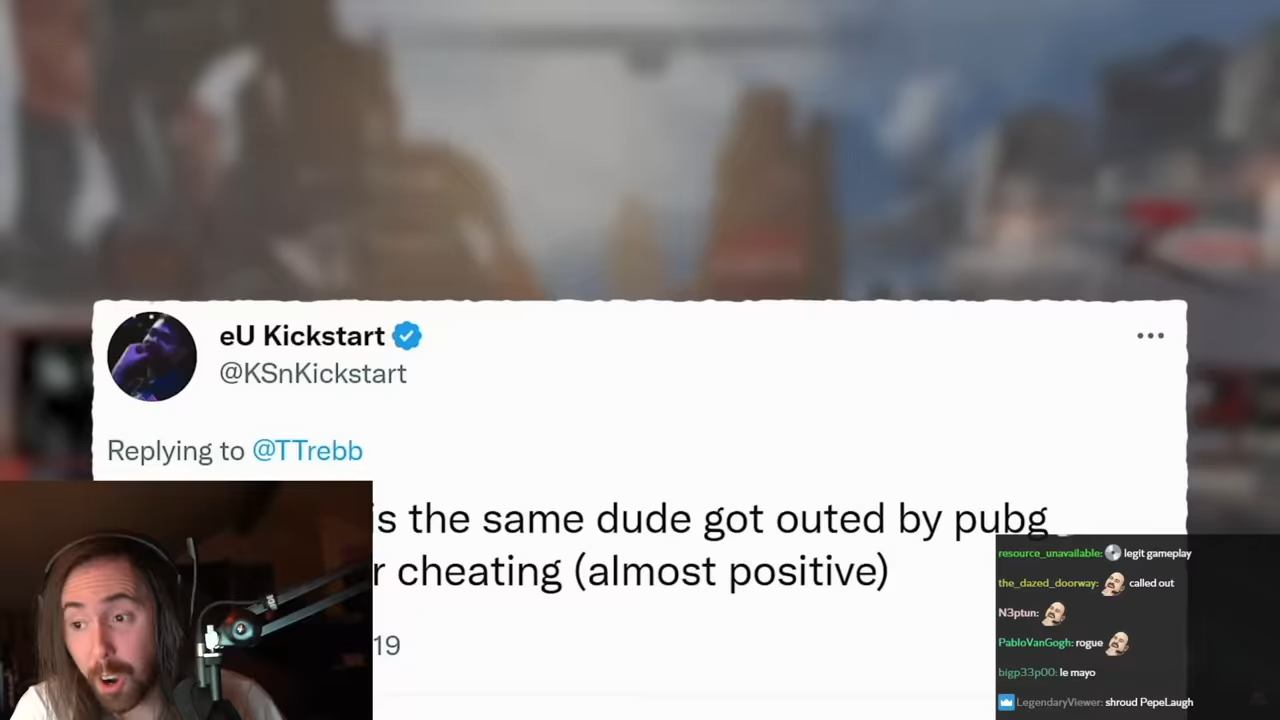 eU Kickstart
@KSnKickstart
Replying to @TTrebb
is the same dude got outed by pubg
r cheating (almost positive)
19
resource_unavailable: legit gameplay
the_dazed_doorway: called out
N3ptun:
PabloVanGogh: rogue
bigp33p00: le mayo
LegendaryViewer: shroud PepeLaugh